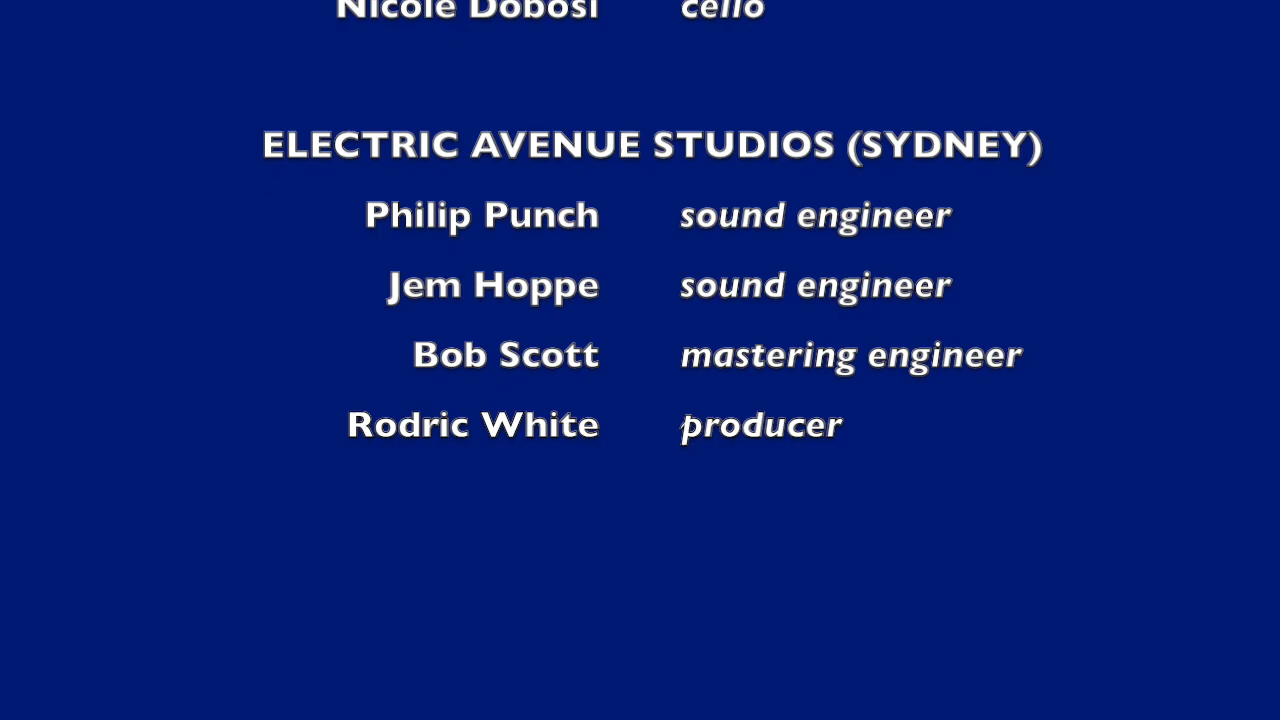 Nicole Dobosi cello
ELECTRIC AVENUE STUDIOS (SYDNEY)
Philip Punch sound engineer
Jem Hoppe sound engineer
Bob Scott mastering engineer
Rodric White producer